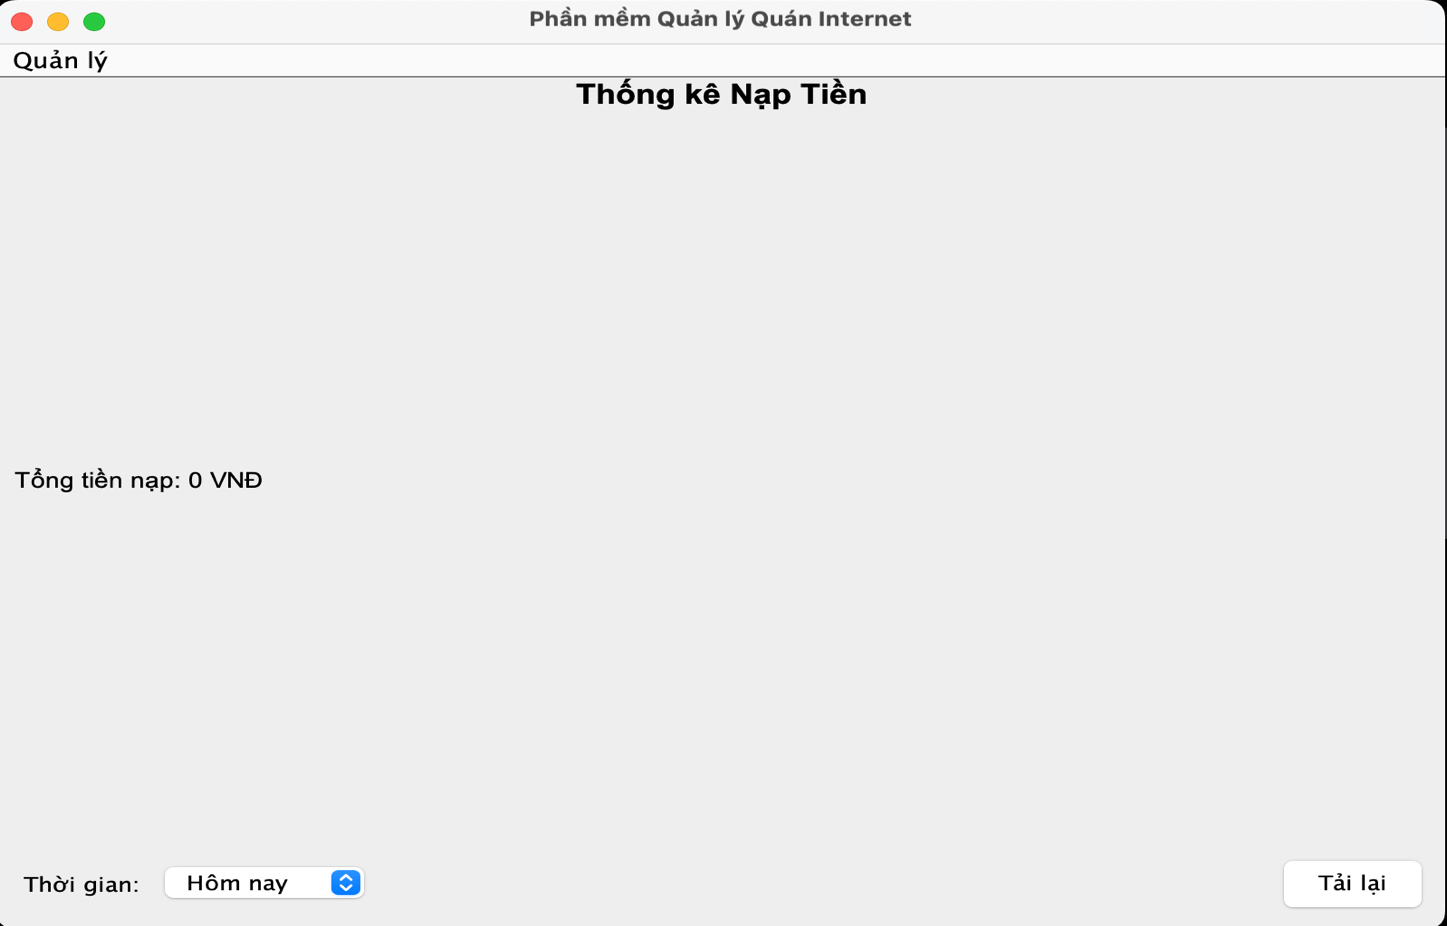 Phần mềm Quản lý Quán Internet
Quản lý
Thống kê Nạp Tiền
Tổng tiền nạp: 0 VNĐ
Thời gian: Hôm nay
Tải lại